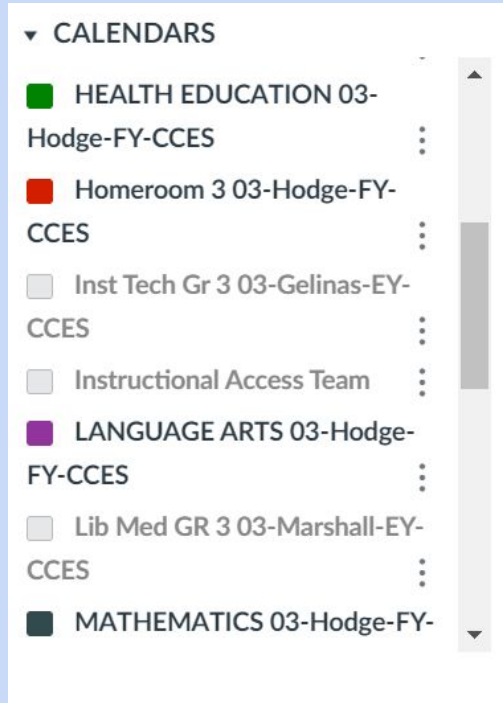 CALENDARS
HEALTH EDUCATION 03-
Hodge-FY-CCES
Homeroom 3 03-Hodge-FY-
CCES
Inst Tech Gr 3 03-Gelinas-EY-
CCES
Instructional Access Team
LANGUAGE ARTS 03-Hodge-
FY-CCES
Lib Med GR 3 03-Marshall-EY-
CCES
MATHEMATICS 03-Hodge-FY-